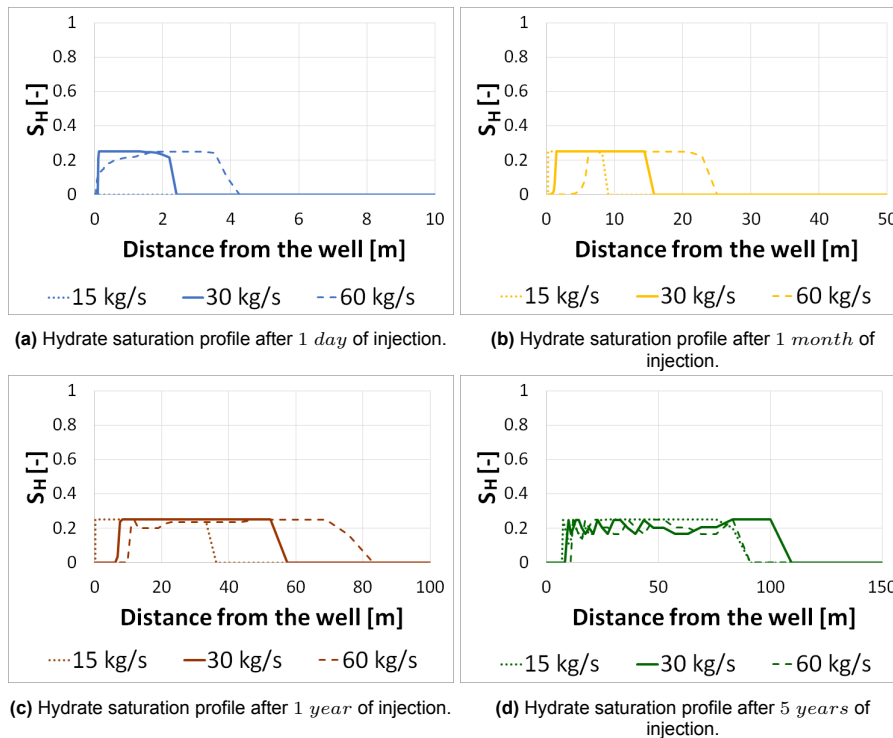 1
0.8
0.6
0.4
0.2
0
S_H [-]
0 2 4 6 8 10
Distance from the well [m]
15 kg/s 30 kg/s 60 kg/s
(a) Hydrate saturation profile after 1 day of injection.
1
0.8
0.6
0.4
0.2
0
S_H [-]
0 10 20 30 40 50
Distance from the well [m]
15 kg/s 30 kg/s 60 kg/s
(b) Hydrate saturation profile after 1 month of
injection.
1
0.8
0.6
0.4
0.2
0
S_H [-]
0 20 40 60 80 100
Distance from the well [m]
15 kg/s 30 kg/s 60 kg/s
(c) Hydrate saturation profile after 1 year of injection.
1
0.8
0.6
0.4
0.2
0
S_H [-]
0 50 100 150
Distance from the well [m]
15 kg/s 30 kg/s 60 kg/s
(d) Hydrate saturation profile after 5 years of
injection.